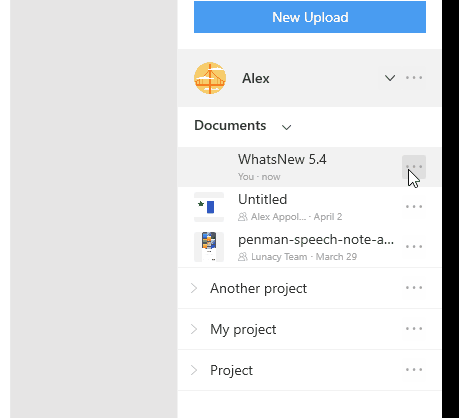 New Upload
Alex
Documents
WhatsNew 5.4
You · now
Untitled
Alex Appol... · April 2
penman-speech-note-a...
Lunacy Team · March 29
Another project
My project
Project